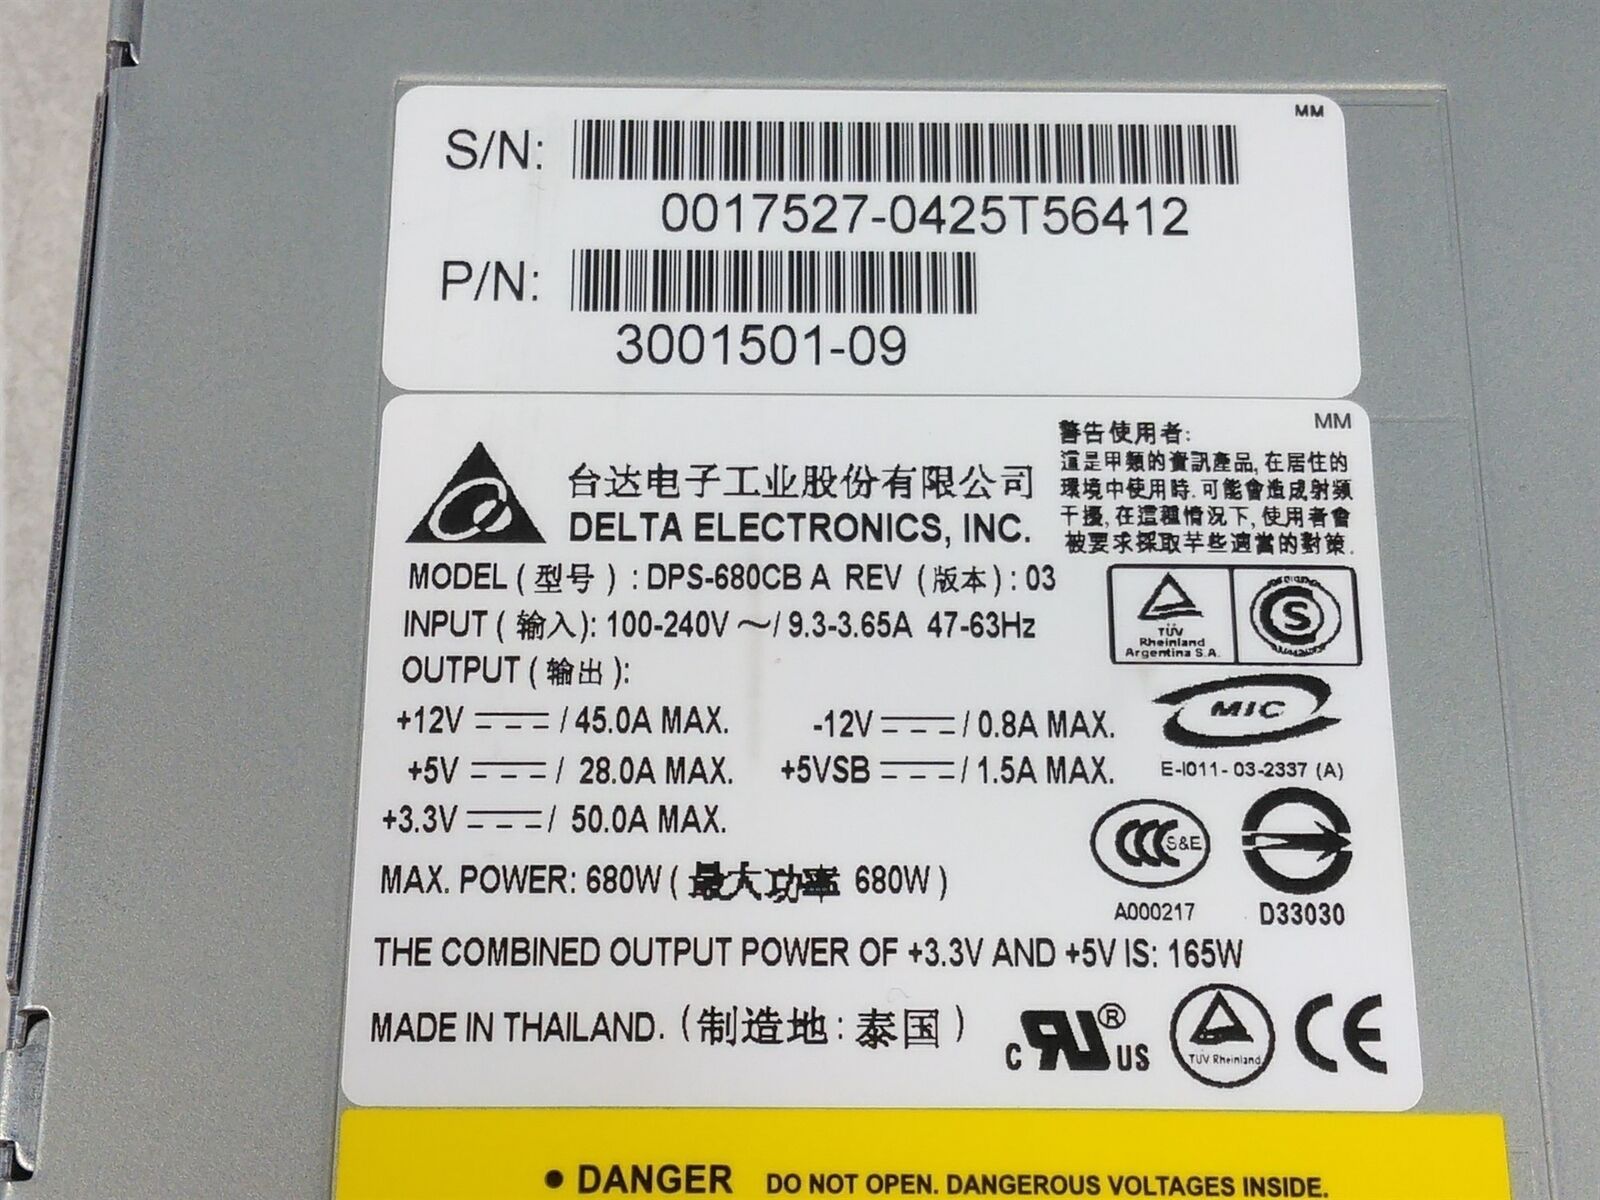 MM
S/N:
0017527-0425T56412
P/N:
3001501-09
MM
台达电子工业股份有限公司
DELTA ELECTRONICS, INC.
MODEL ( 型号 ) : DPS-680CB A REV ( 版本 ) : 03
INPUT ( 输入 ): 100-240V ～/ 9.3-3.65A 47-63Hz
OUTPUT ( 输出 ):
+12V / 45.0A MAX. -12V / 0.8A MAX.
+5V / 28.0A MAX. +5VSB / 1.5A MAX.
+3.3V / 50.0A MAX.
MAX. POWER: 680W ( 最大功率 680W )
THE COMBINED OUTPUT POWER OF +3.3V AND +5V IS: 165W
MADE IN THAILAND. ( 制造地 : 泰国 )
警告使用者:
這是甲類的資訊產品, 在居住的
環境中使用時. 可能會造成射頻
干擾, 在這種情況下, 使用者會
被要求採取某些適當的對策.
TÜV
Rheinland
Argentina S.A.
S
MIC
E-I011-03-2337 (A)
CCC S&E
A000217
D33030
c RU ® US
TÜV Rheinland
CE
• DANGER DO NOT OPEN. DANGEROUS VOLTAGES INSIDE.